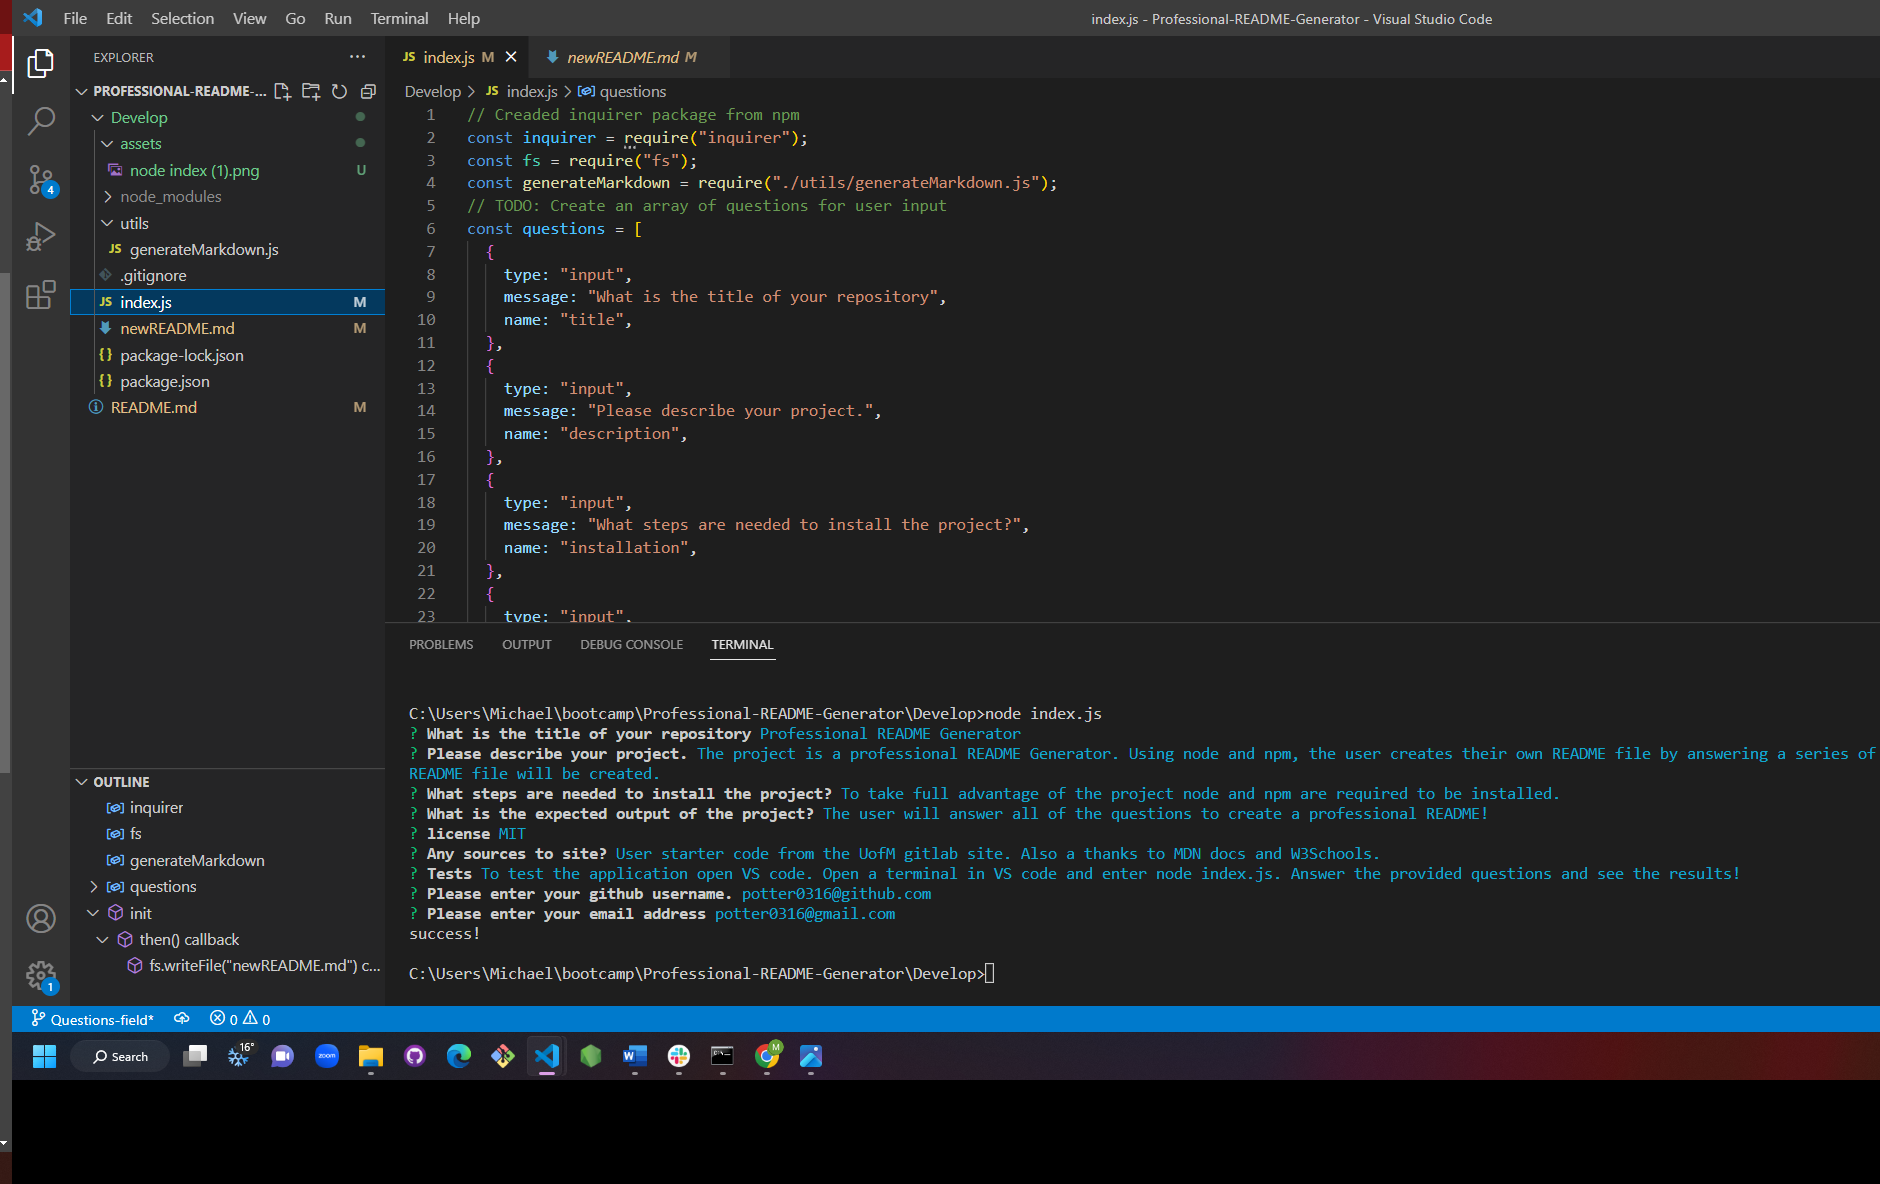 File Edit Selection View Go Run Terminal Help
index.js - Professional-README-Generator - Visual Studio Code
EXPLORER
PROFESSIONAL-README-...
Develop
assets
node index (1).png U
node_modules
utils
JS generateMarkdown.js
.gitignore
JS index.js M
newREADME.md M
{} package-lock.json
{} package.json
README.md M
OUTLINE
inquirer
fs
generateMarkdown
questions
init
then() callback
fs.writeFile("newREADME.md") c...
4
1
JS index.js M
newREADME.md M
Develop > JS index.js > questions
1 // Creaded inquirer package from npm
2 const inquirer = require("inquirer");
3 const fs = require("fs");
4 const generateMarkdown = require("./utils/generateMarkdown.js");
5 // TODO: Create an array of questions for user input
6 const questions = [
7 {
8 type: "input",
9 message: "What is the title of your repository",
10 name: "title",
11 },
12 {
13 type: "input",
14 message: "Please describe your project.",
15 name: "description",
16 },
17 {
18 type: "input",
19 message: "What steps are needed to install the project?",
20 name: "installation",
21 },
22 {
23 type: "input",
PROBLEMS OUTPUT DEBUG CONSOLE TERMINAL
C:\Users\Michael\bootcamp\Professional-README-Generator\Develop>node index.js
? What is the title of your repository Professional README Generator
? Please describe your project. The project is a professional README Generator. Using node and npm, the user creates their own README file by answering a series of
README file will be created.
? What steps are needed to install the project? To take full advantage of the project node and npm are required to be installed.
? What is the expected output of the project? The user will answer all of the questions to create a professional README!
? license MIT
? Any sources to site? User starter code from the UofM gitlab site. Also a thanks to MDN docs and W3Schools.
? Tests To test the application open VS code. Open a terminal in VS code and enter node index.js. Answer the provided questions and see the results!
? Please enter your github username. potter0316@github.com
? Please enter your email address potter0316@gmail.com
success!
C:\Users\Michael\bootcamp\Professional-README-Generator\Develop>
Questions-field* 0 0
Search
16°
zoom
M